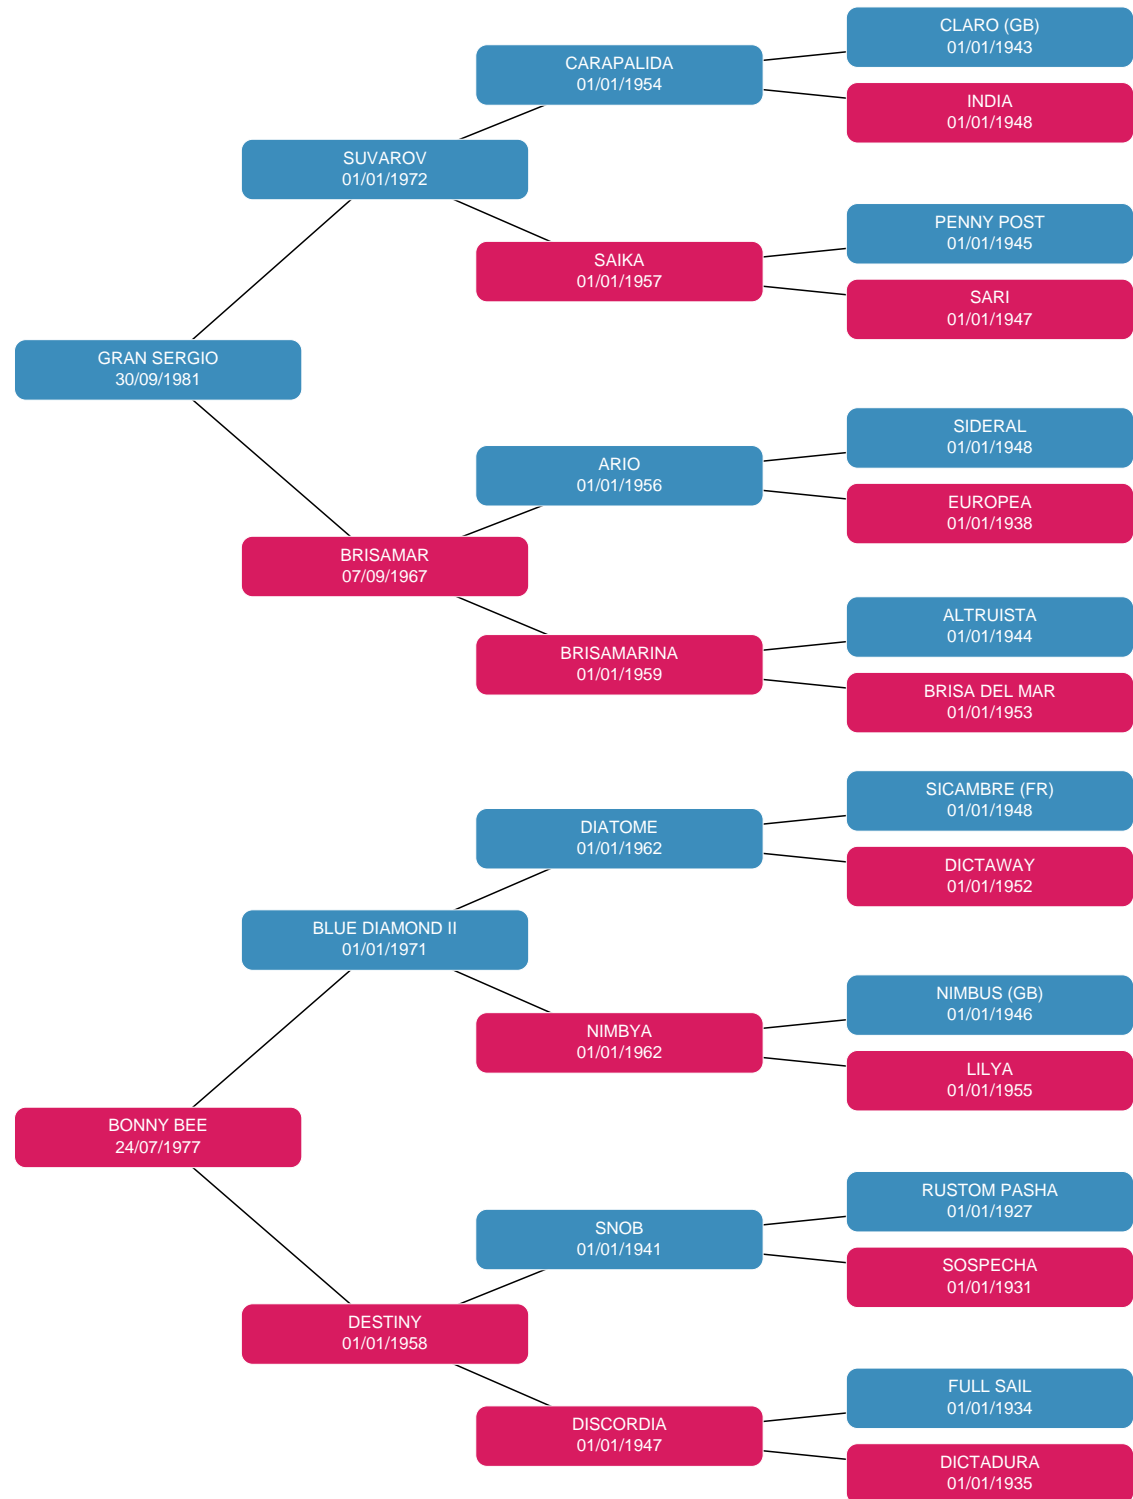 CLARO (GB)
01/01/1943
CARAPALIDA
01/01/1954
INDIA
01/01/1948
SUVAROV
01/01/1972
PENNY POST
01/01/1945
SAIKA
01/01/1957
SARI
01/01/1947
GRAN SERGIO
30/09/1981
SIDERAL
01/01/1948
ARIO
01/01/1956
EUROPEA
01/01/1938
BRISAMAR
07/09/1967
ALTRUISTA
01/01/1944
BRISAMARINA
01/01/1959
BRISA DEL MAR
01/01/1953
SICAMBRE (FR)
01/01/1948
DIATOME
01/01/1962
DICTAWAY
01/01/1952
BLUE DIAMOND II
01/01/1971
NIMBUS (GB)
01/01/1946
NIMBYA
01/01/1962
LILYA
01/01/1955
BONNY BEE
24/07/1977
RUSTOM PASHA
01/01/1927
SNOB
01/01/1941
SOSPECHA
01/01/1931
DESTINY
01/01/1958
FULL SAIL
01/01/1934
DISCORDIA
01/01/1947
DICTADURA
01/01/1935